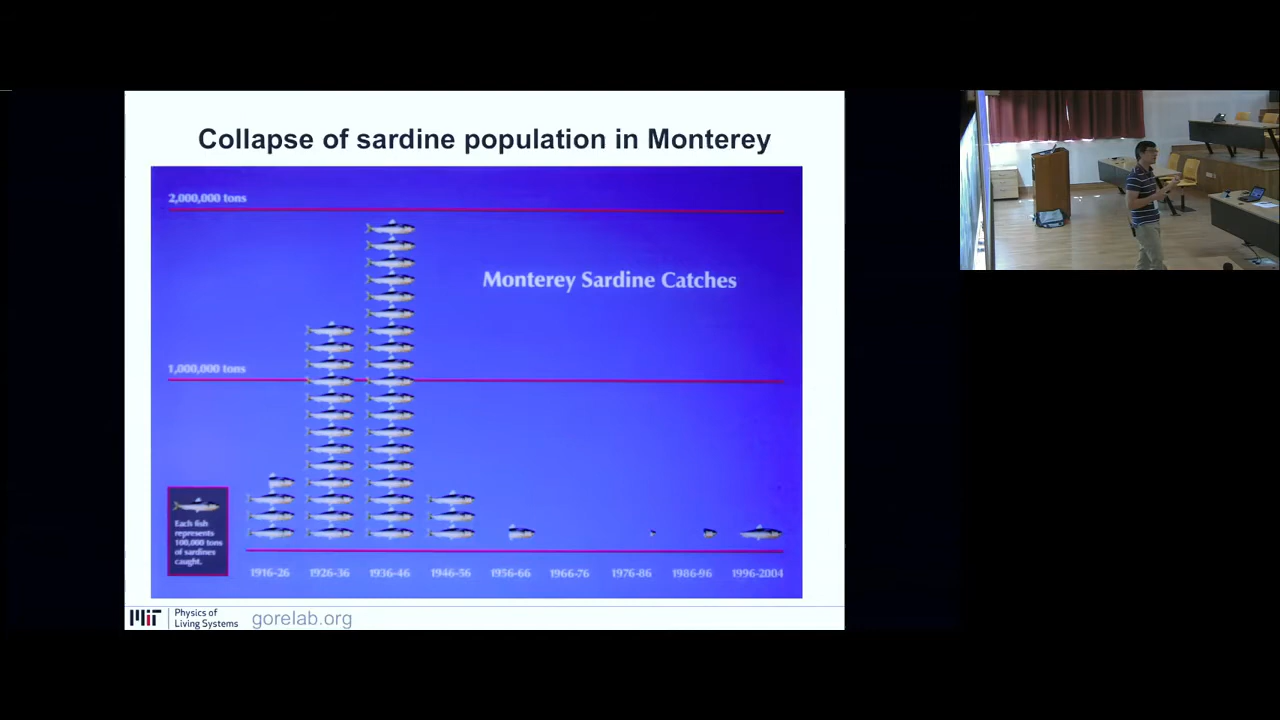 Collapse of sardine population in Monterey
2,000,000 tons
Monterey Sardine Catches
1,000,000 tons
Each fish
represents
100,000 tons
of sardines
caught.
1916-26 1926-36 1936-46 1946-56 1956-66 1966-76 1976-86 1986-96 1996-2004
MIT
Physics of
Living Systems
gorelab.org